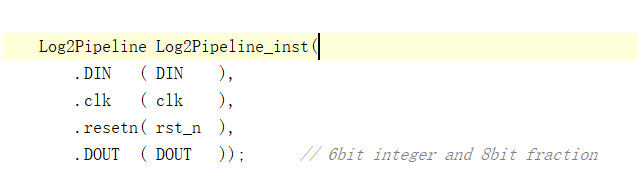 Log2Pipeline Log2Pipeline_inst(
.DIN ( DIN ),
.clk ( clk ),
.resetn( rst_n ),
.DOUT ( DOUT )); // 6bit integer and 8bit fraction